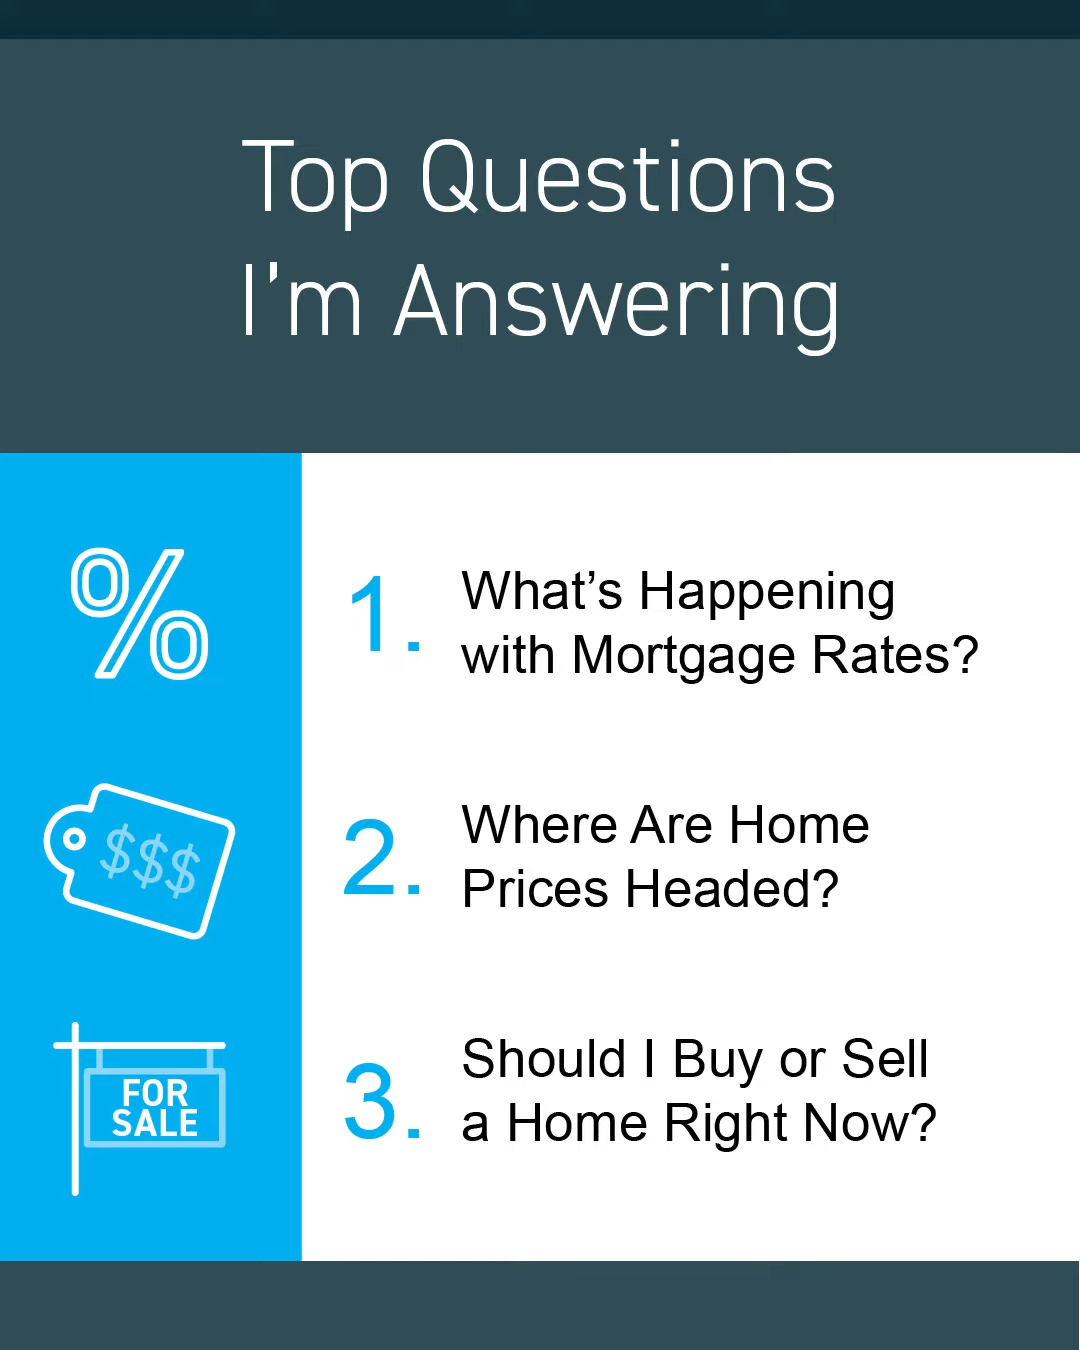 Top Questions
I’m Answering
%
1. What’s Happening
with Mortgage Rates?
$$$
2. Where Are Home
Prices Headed?
FOR
SALE
3. Should I Buy or Sell
a Home Right Now?